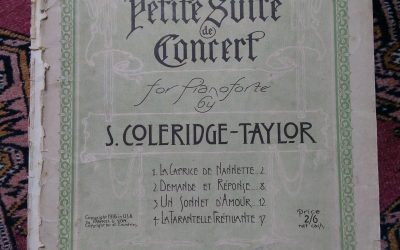 Petite Suite
de
Concert
for Pianoforte
by
S. COLERIDGE-TAYLOR
1. LA CAPRICE DE NANNETTE. 2
2. DEMANDE ET RÉPONSE. 8
3. UN SONNET D'AMOUR. 12
4. LA TARANTELLE FRÉTILLANTE. 17
Price
2/6
net cash